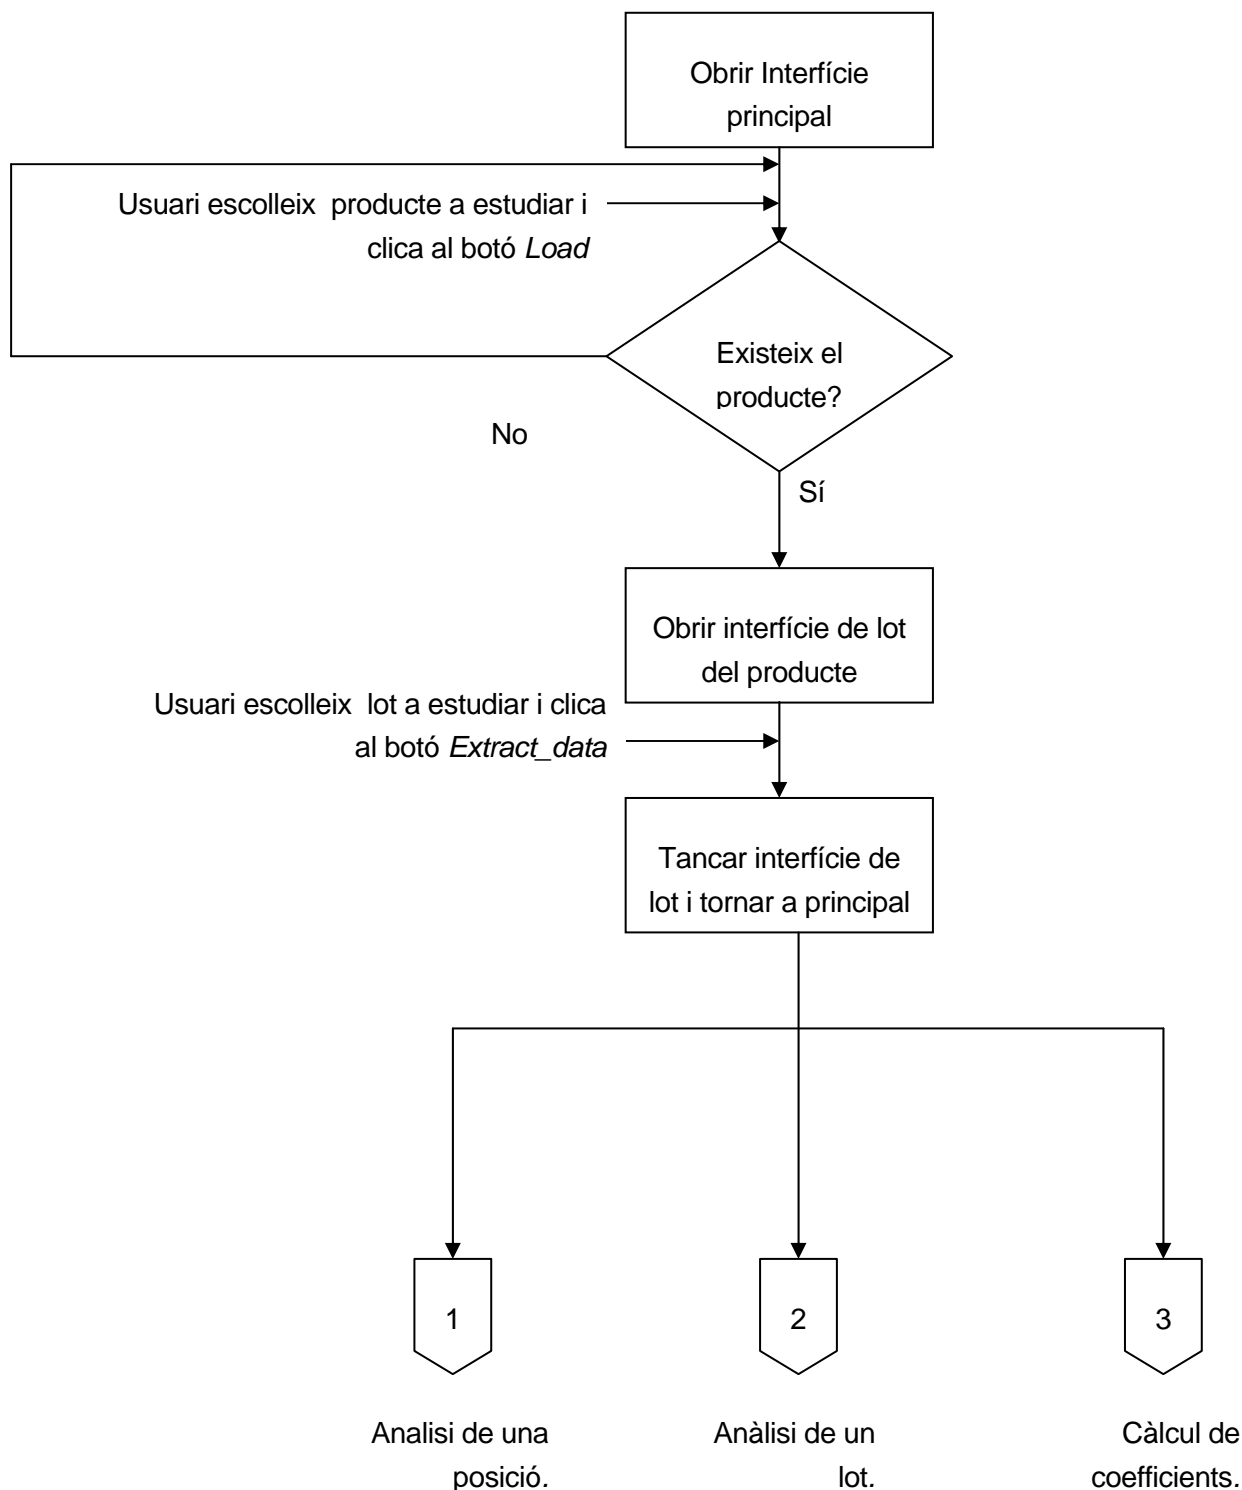 Obrir Interfície
principal
Usuari escolleix  producte a estudiar i
clica al botó Load
Existeix el
producte?
No
Sí
Obrir interfície de lot
del producte
Usuari escolleix  lot a estudiar i clica
al botó Extract_data
Tancar interfície de
lot i tornar a principal
1
2
3
Analisi de una
posició.
Anàlisi de un
lot.
Càlcul de
coefficients.